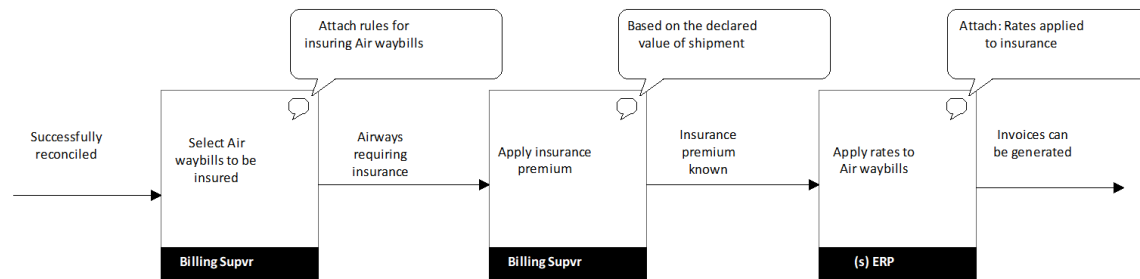 Attach rules for
insuring Air waybills
Based on the declared
value of shipment
Attach: Rates applied
to insurance
Successfully
reconciled
Select Air
waybills to be
insured
Airways
requiring
insurance
Apply insurance
premium
Insurance
premium
known
Apply rates to
Air waybills
Invoices can
be generated
Billing Supvr
Billing Supvr
(s) ERP